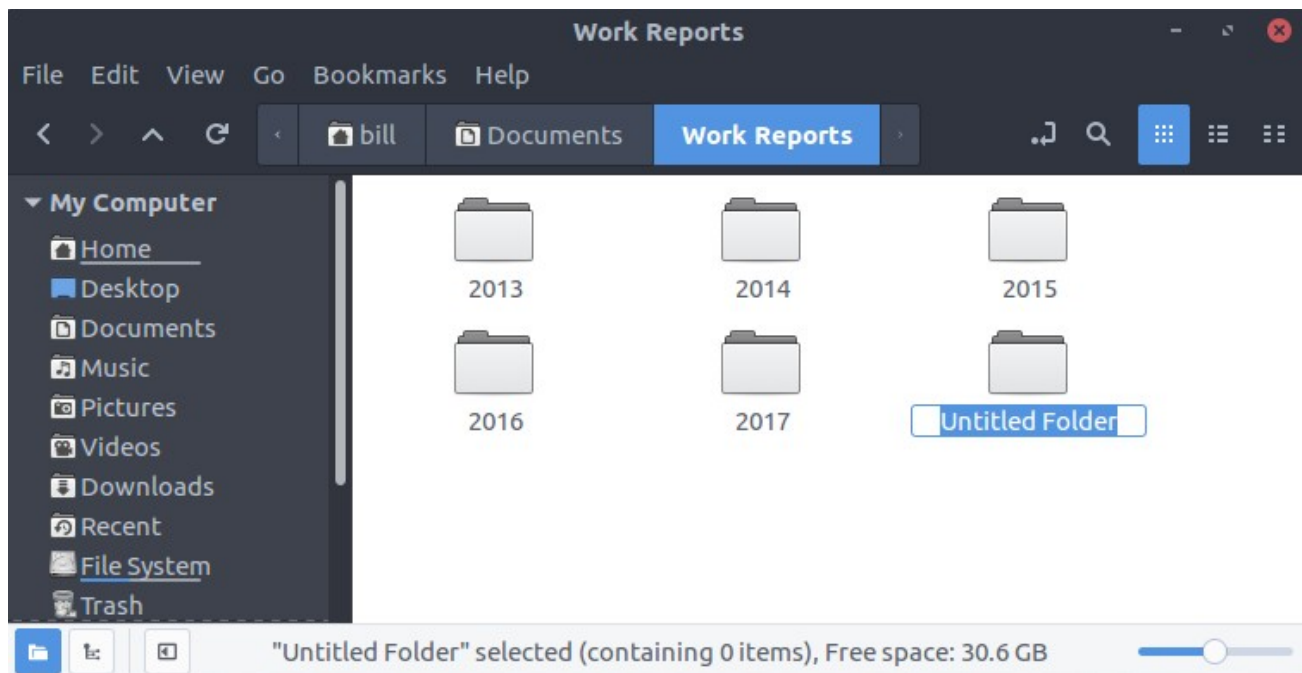 Work Reports
File Edit View Go Bookmarks Help
bill Documents Work Reports
My Computer
Home
Desktop
Documents
Music
Pictures
Videos
Downloads
Recent
File System
Trash
2013 2014 2015
2016 2017 Untitled Folder
"Untitled Folder" selected (containing 0 items), Free space: 30.6 GB